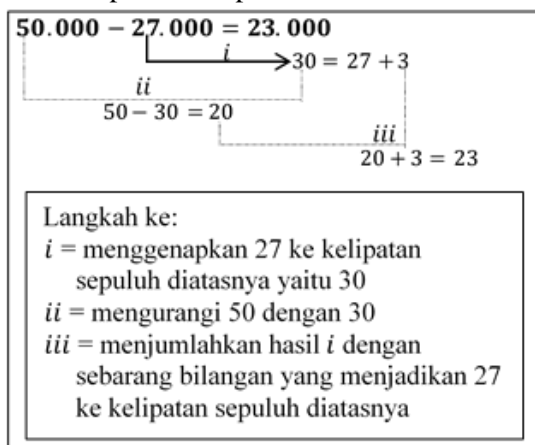 50.000 − 27.000 = 23.000
i
30 = 27 + 3
ii
50 − 30 = 20
iii
20 + 3 = 23
Langkah ke:
i = menggenapkan 27 ke kelipatan
sepuluh diatasnya yaitu 30
ii = mengurangi 50 dengan 30
iii = menjumlahkan hasil i dengan
sebarang bilangan yang menjadikan 27
ke kelipatan sepuluh diatasnya